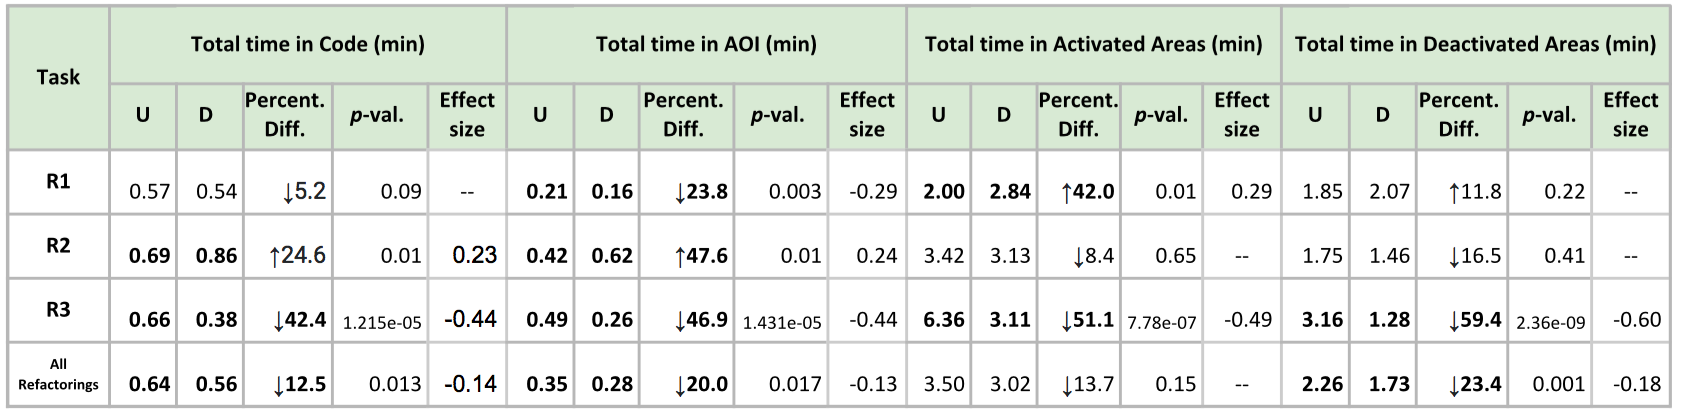 Task Total time in Code (min) Total time in AOI (min) Total time in Activated Areas (min) Total time in Deactivated Areas (min)
U D Percent. Diff. p-val. Effect size U D Percent. Diff. p-val. Effect size U D Percent. Diff. p-val. Effect size U D Percent. Diff. p-val. Effect size
R1 0.57 0.54 ↓5.2 0.09 -- 0.21 0.16 ↓23.8 0.003 -0.29 2.00 2.84 ↑42.0 0.01 0.29 1.85 2.07 ↑11.8 0.22 --
R2 0.69 0.86 ↑24.6 0.01 0.23 0.42 0.62 ↑47.6 0.01 0.24 3.42 3.13 ↓8.4 0.65 -- 1.75 1.46 ↓16.5 0.41 --
R3 0.66 0.38 ↓42.4 1.215e-05 -0.44 0.49 0.26 ↓46.9 1.431e-05 -0.44 6.36 3.11 ↓51.1 7.78e-07 -0.49 3.16 1.28 ↓59.4 2.36e-09 -0.60
All Refactorings 0.64 0.56 ↓12.5 0.013 -0.14 0.35 0.28 ↓20.0 0.017 -0.13 3.50 3.02 ↓13.7 0.15 -- 2.26 1.73 ↓23.4 0.001 -0.18